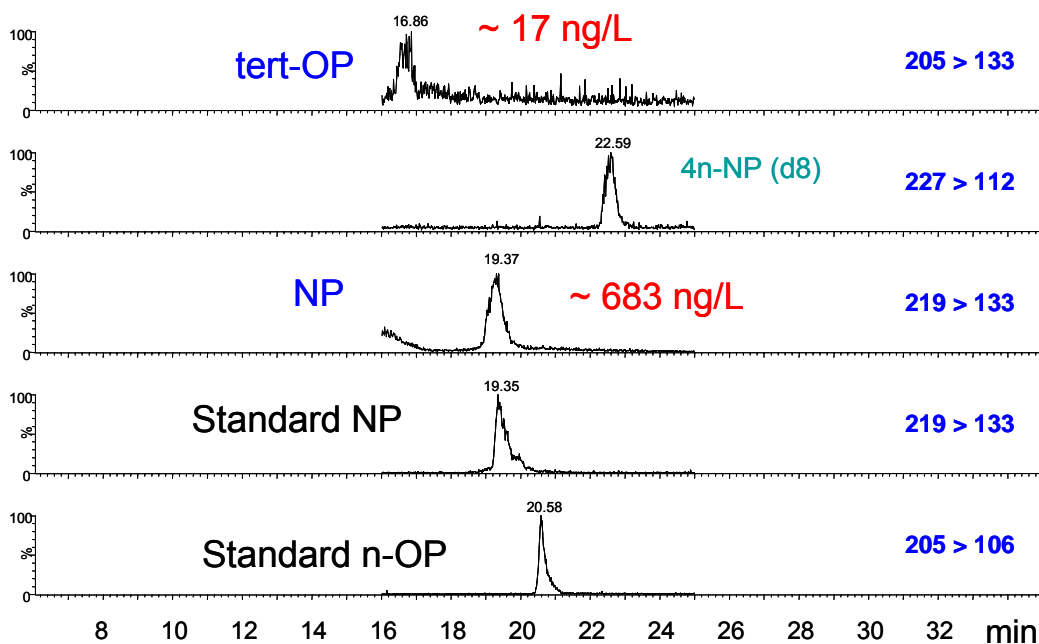 16.86
~ 17 ng/L
100
%
0
tert-OP
205 > 133
22.59
100
%
0
4n-NP (d8)
227 > 112
19.37
100
%
0
NP
~ 683 ng/L
219 > 133
19.35
100
%
0
Standard NP
219 > 133
20.58
100
%
0
Standard n-OP
205 > 106
8 10 12 14 16 18 20 22 24 26 28 30 32 min